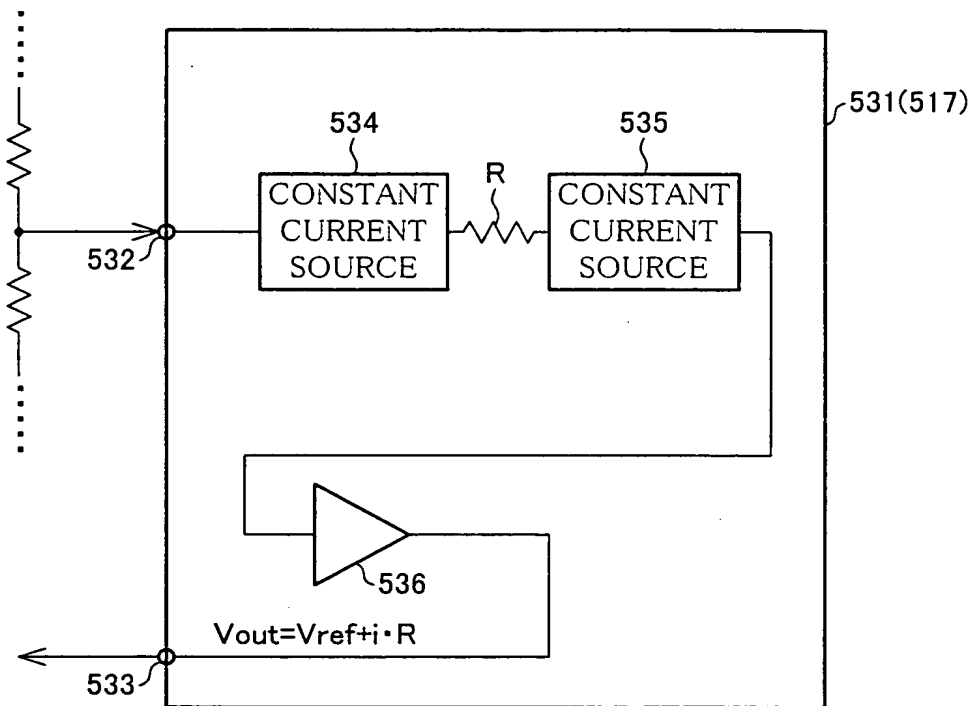 531(517)
534
535
R
CONSTANT
CURRENT
SOURCE
CONSTANT
CURRENT
SOURCE
532
536
Vout=Vref+i·R
533